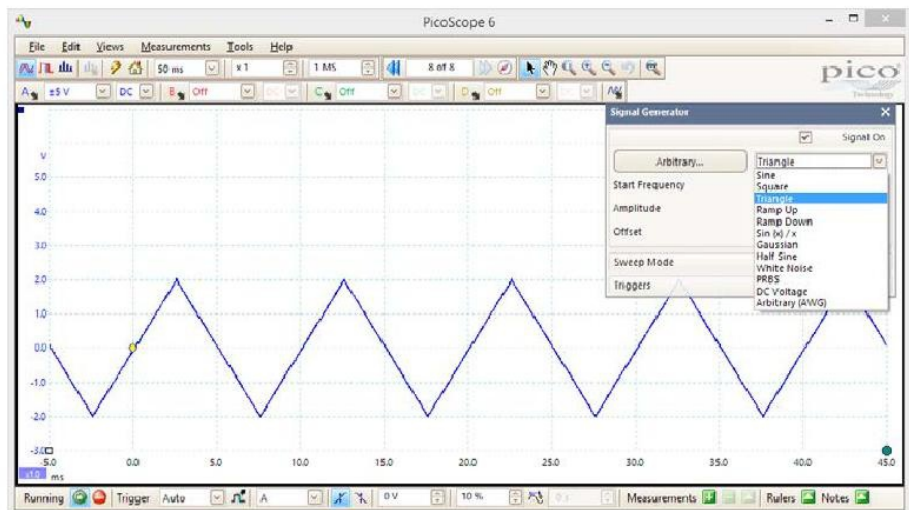 PicoScope 6
File Edit Views Measurements Tools Help
50 ms x 1 1 MS 8 of 8
pico
Technology
A ±5 V DC B Off DC C Off DC D Off DC
Signal Generator
Signal On
Arbitrary... Triangle
Start Frequency
Amplitude
Offset
Sweep Mode
Triggers
Sine
Square
Triangle
Ramp Up
Ramp Down
Sin (x) / x
Gaussian
Half Sine
White Noise
PRBS
DC Voltage
Arbitrary (AWG)
V
5.0
4.0
3.0
2.0
1.0
0.0
-1.0
-2.0
-3.0
-5.0 0.0 5.0 10.0 15.0 20.0 25.0 30.0 35.0 40.0 45.0
x1.0 ms
Running Trigger Auto A 0 V 10 % Measurements Rulers Notes